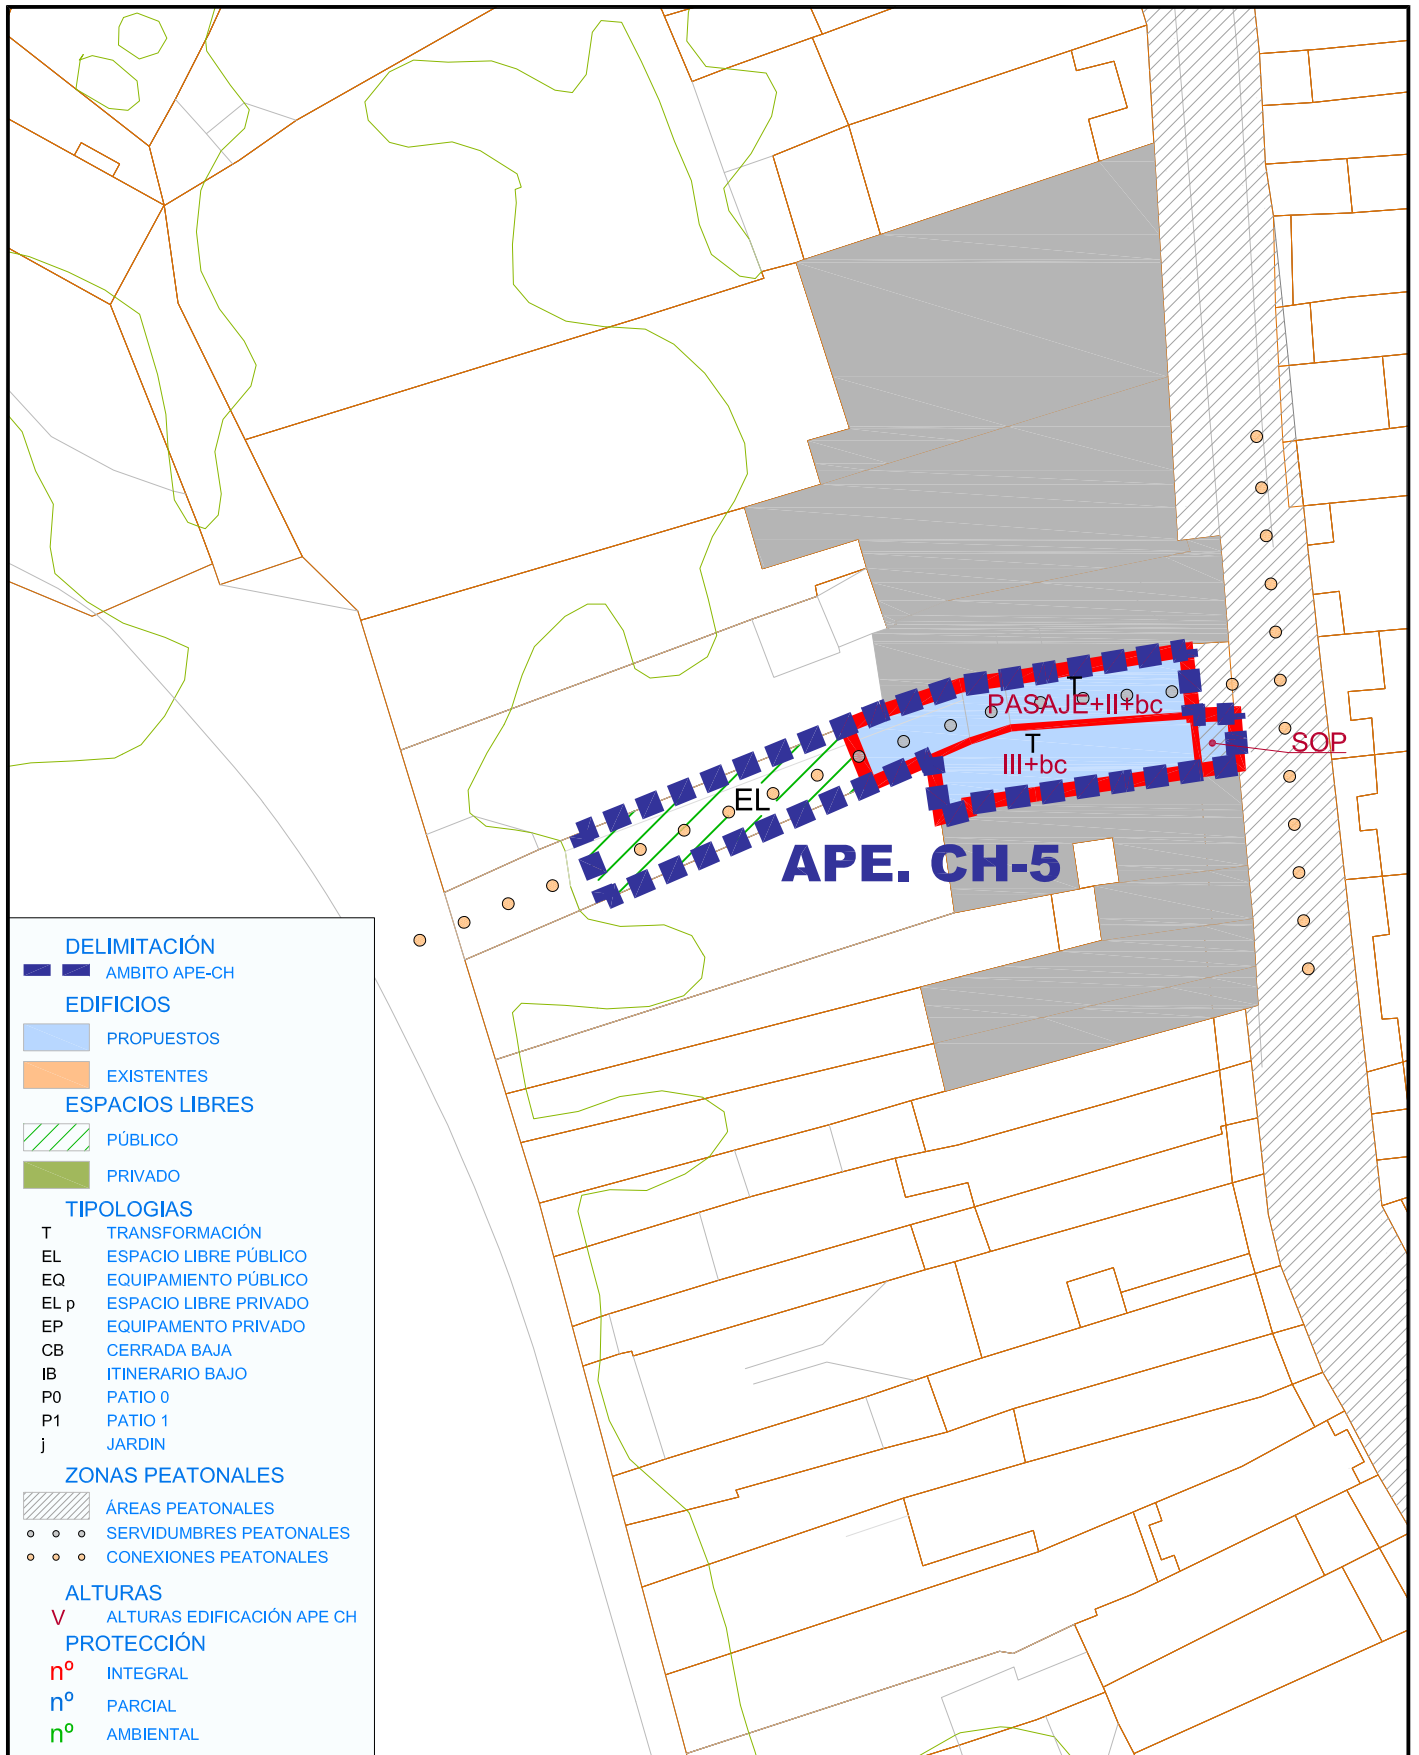 T
PASAJE+II+bc
T
III+bc
SOP
EL
APE. CH-5
DELIMITACIÓN
AMBITO APE-CH
EDIFICIOS
PROPUESTOS
EXISTENTES
ESPACIOS LIBRES
PÚBLICO
PRIVADO
TIPOLOGIAS
T TRANSFORMACIÓN
EL ESPACIO LIBRE PÚBLICO
EQ EQUIPAMIENTO PÚBLICO
EL p ESPACIO LIBRE PRIVADO
EP EQUIPAMENTO PRIVADO
CB CERRADA BAJA
IB ITINERARIO BAJO
P0 PATIO 0
P1 PATIO 1
j JARDIN
ZONAS PEATONALES
ÁREAS PEATONALES
SERVIDUMBRES PEATONALES
CONEXIONES PEATONALES
ALTURAS
V ALTURAS EDIFICACIÓN APE CH
PROTECCIÓN
nº INTEGRAL
nº PARCIAL
nº AMBIENTAL